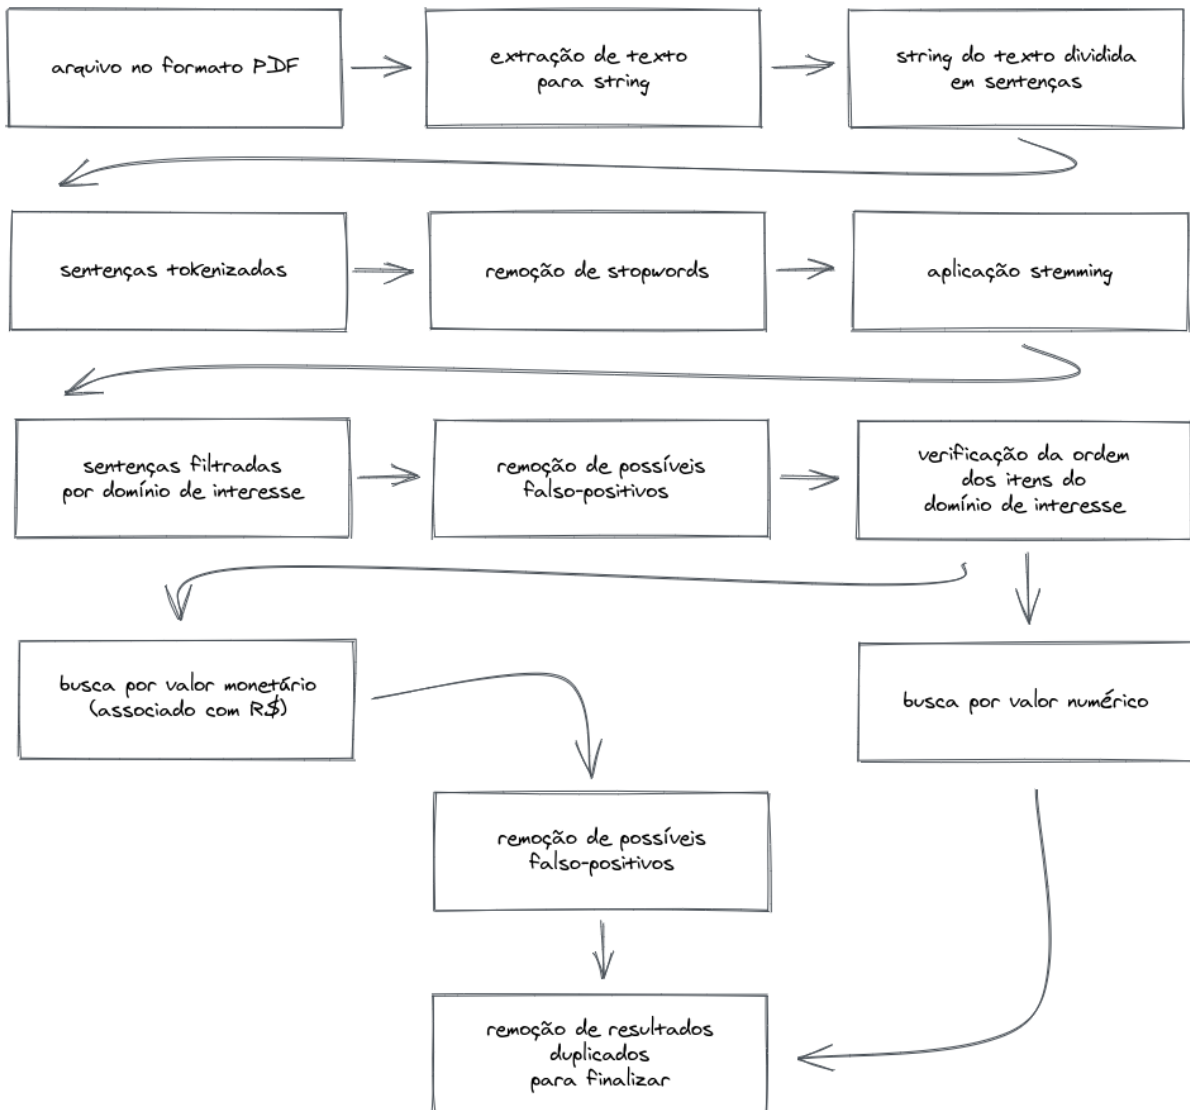 arquivo no formato PDF
extração de texto
para string
string do texto dividida
em sentenças
sentenças tokenizadas
remoção de stopwords
aplicação stemming
sentenças filtradas
por domínio de interesse
remoção de possíveis
falso-positivos
verificação da ordem
dos itens do
domínio de interesse
busca por valor monetário
(associado com R$)
busca por valor numérico
remoção de possíveis
falso-positivos
remoção de resultados
duplicados
para finalizar